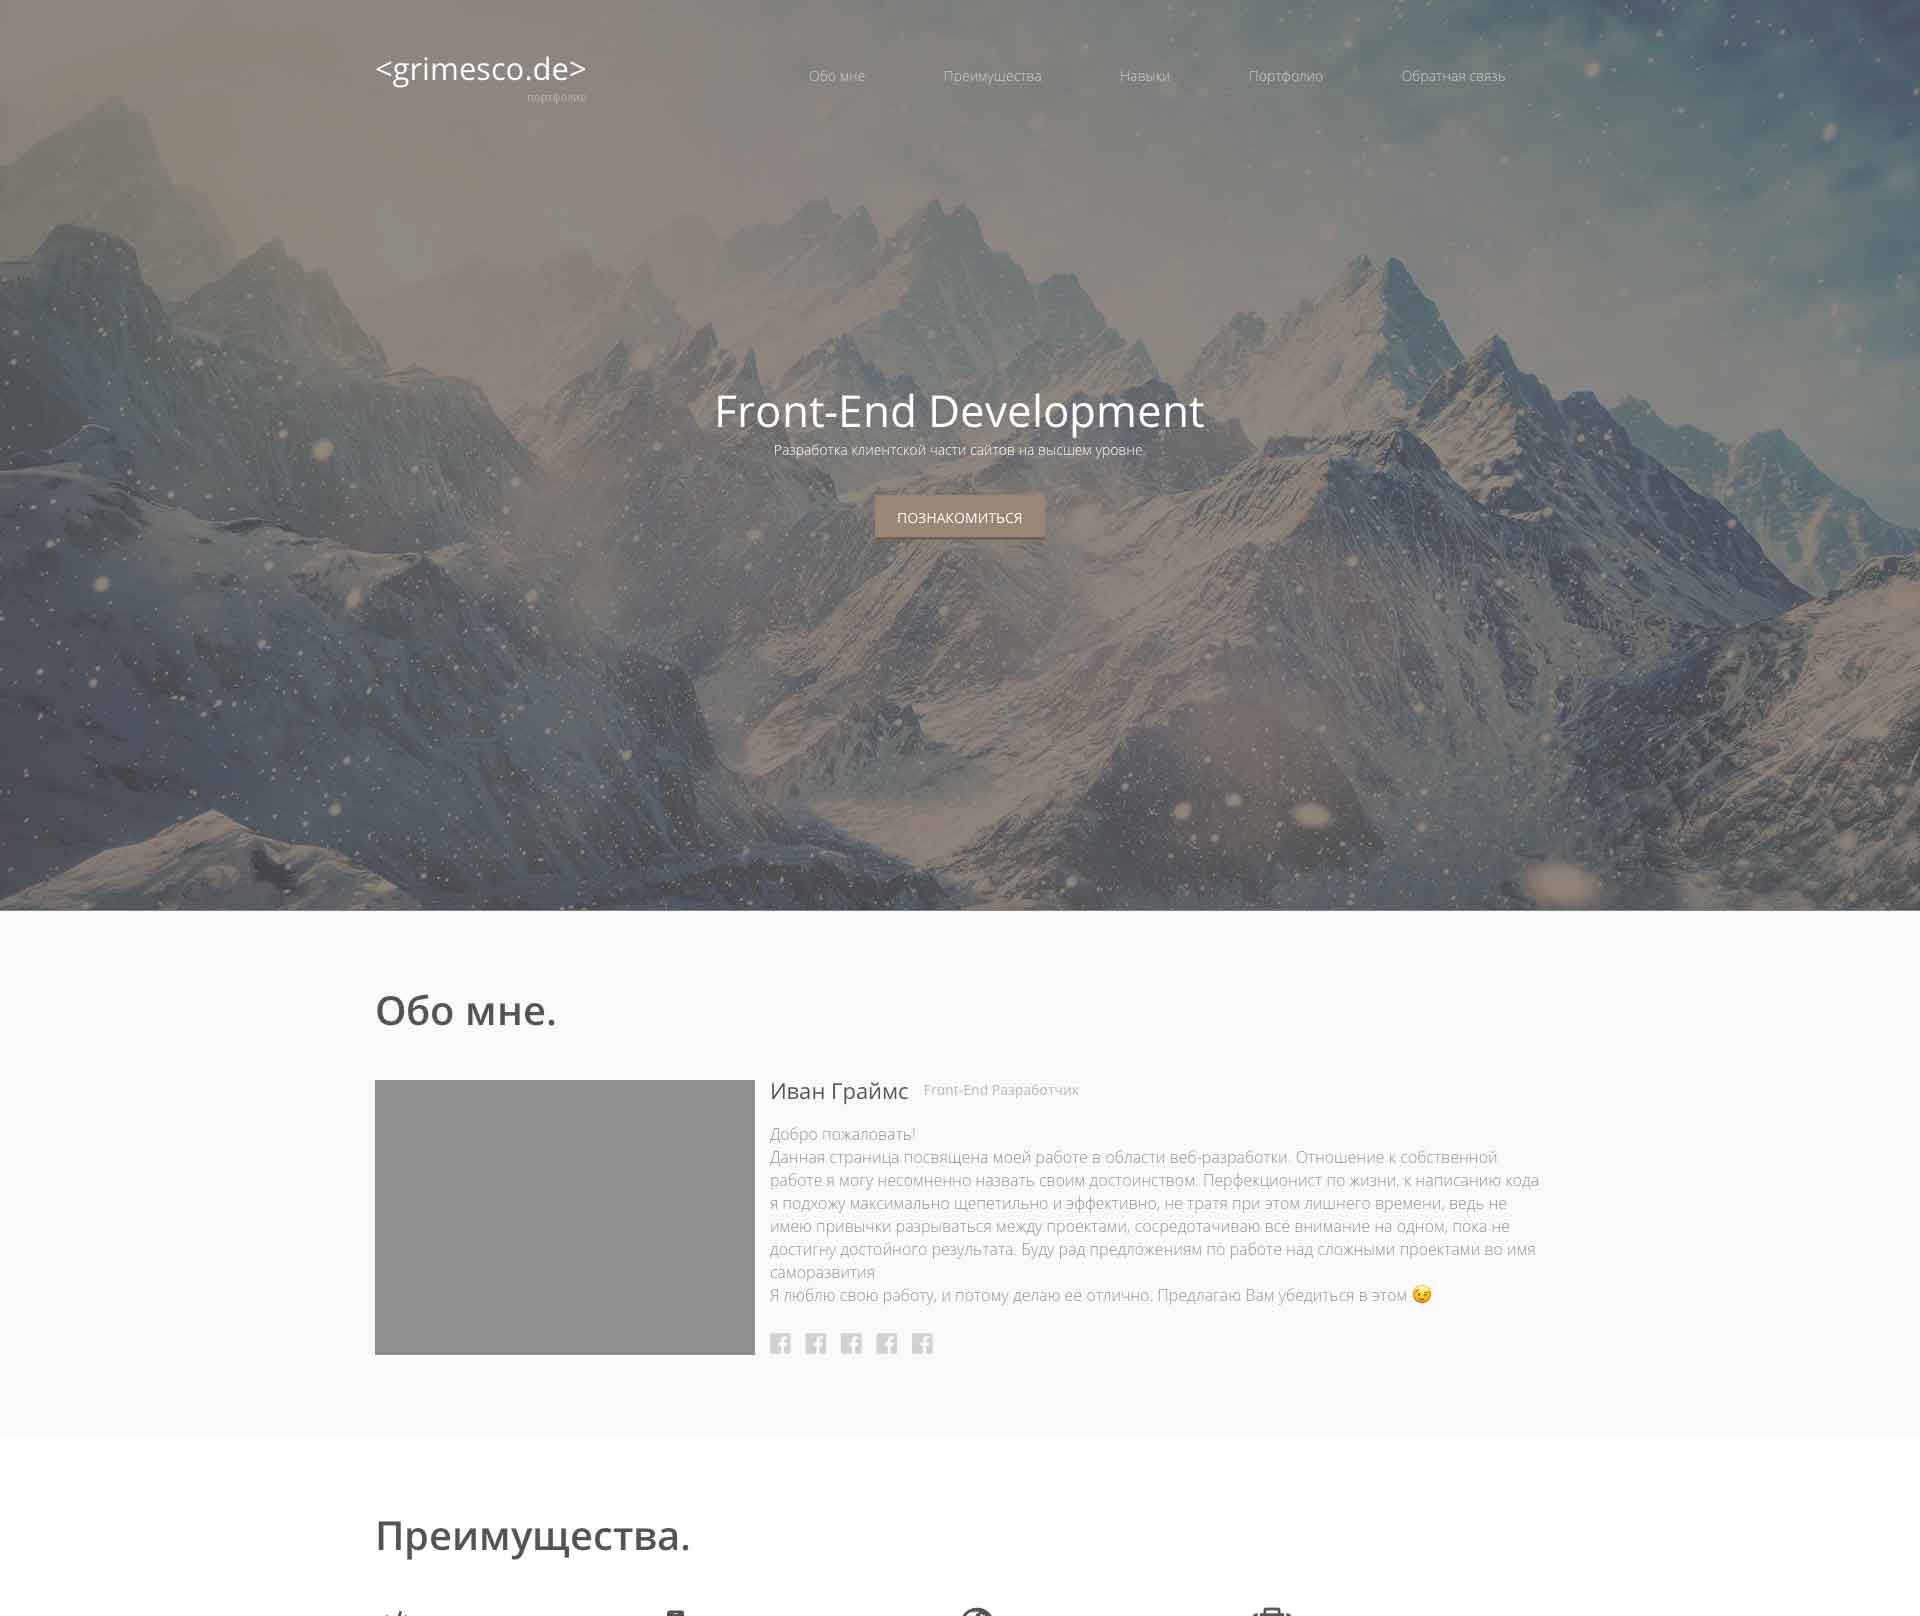 <grimesco.de>
портфолио
Обо мне Преимущества Навыки Портфолио Обратная связь
Front-End Development
Разработка клиентской части сайтов на высшем уровне.
ПОЗНАКОМИТЬСЯ
Обо мне.
Иван Граймс Front-End Разработчик
Добро пожаловать!
Данная страница посвящена моей работе в области веб-разработки. Отношение к собственной
работе я могу несомненно назвать своим достоинством. Перфекционист по жизни, к написанию кода
я подхожу максимально щепетильно и эффективно, не тратя при этом лишнего времени, ведь не
имею привычки разрываться между проектами, сосредотачиваю всё внимание на одном, пока не
достигну достойного результата. Буду рад предложениям по работе над сложными проектами во имя
саморазвития
Я люблю свою работу, и потому делаю её отлично. Предлагаю Вам убедиться в этом 😉
Преимущества.